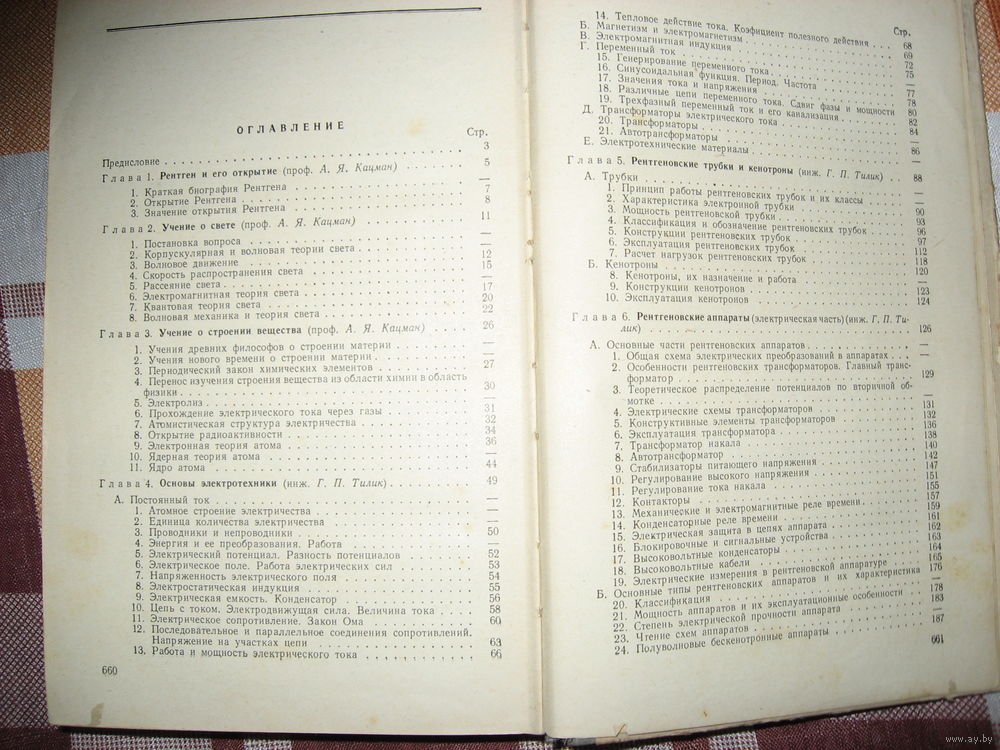 ОГЛАВЛЕНИЕ
Стр.
Предисловие . . . 3
Глава 1. Рентген и его открытие (проф. А. Я. Кацман) . . . 5
1. Краткая биография Рентгена . . . —
2. Открытие Рентгена . . . 7
3. Значение открытия Рентгена . . . 8
Глава 2. Учение о свете (проф. А. Я. Кацман) . . . 11
1. Постановка вопроса . . . —
2. Корпускулярная и волновая теории света . . . —
3. Волновое движение . . . 12
4. Скорость распространения света . . . 15
5. Рассеяние света . . . —
6. Электромагнитная теория света . . . 17
7. Квантовая теория света . . . 20
8. Волновая механика и теория света . . . 22
Глава 3. Учение о строении вещества (проф. А. Я. Кацман) . . . 26
1. Учения древних философов о строении материи . . . —
2. Учения нового времени о строении материи . . . —
3. Периодический закон химических элементов . . . 27
4. Перенос изучения строения вещества из области химии в область
физики . . . 30
5. Электролиз . . . —
6. Прохождение электрического тока через газы . . . 31
7. Атомистическая структура электричества . . . 32
8. Открытие радиоактивности . . . 34
9. Электронная теория атома . . . 36
10. Ядерная теория атома . . . —
11. Ядро атома . . . 44
Глава 4. Основы электротехники (инж. Г. П. Тилик) . . . 49
А. Постоянный ток . . . —
1. Атомное строение электричества . . . —
2. Единица количества электричества . . . —
3. Проводники и непроводники . . . 50
4. Энергия и ее преобразования. Работа . . . —
5. Электрический потенциал. Разность потенциалов . . . 52
6. Электрическое поле. Работа электрических сил . . . 53
7. Напряженность электрического поля . . . 54
8. Электростатическая индукция . . . 55
9. Электрическая емкость. Конденсатор . . . 56
10. Цепь с током. Электродвижущая сила. Величина тока . . . 58
11. Электрическое сопротивление. Закон Ома . . . 60
12. Последовательное и параллельное соединения сопротивлений.
Напряжение на участках цепи . . . 63
13. Работа и мощность электрического тока . . . 66
660
Стр.
14. Тепловое действие тока. Коэфициент полезного действия . . . 68
Б. Магнетизм и электромагнетизм . . . 69
В. Электромагнитная индукция . . . 72
Г. Переменный ток . . . 75
15. Генерирование переменного тока . . . —
16. Синусоидальная функция. Период. Частота . . . 77
17. Значения тока и напряжения . . . 78
18. Различные цепи переменного тока. Сдвиг фазы и мощности . . . 80
19. Трехфазный переменный ток и его канализация . . . 82
Д. Трансформаторы электрического тока . . . 84
20. Трансформаторы . . . —
21. Автотрансформаторы . . . 86
Е. Электротехнические материалы . . . —
Глава 5. Рентгеновские трубки и кенотроны (инж. Г. П. Тилик) . . 88
А. Трубки . . . —
1. Принцип работы рентгеновских трубок и их классы . . . —
2. Характеристика электронной трубки . . . 90
3. Мощность рентгеновской трубки . . . 93
4. Классификация и обозначение рентгеновских трубок . . . 96
5. Конструкции рентгеновских трубок . . . 97
6. Эксплуатация рентгеновских трубок . . . 112
7. Расчет нагрузок рентгеновских трубок . . . 118
Б. Кенотроны . . . 120
8. Кенотроны, их назначение и работа . . . —
9. Конструкции кенотронов . . . 123
10. Эксплуатация кенотронов . . . 124
Глава 6. Рентгеновские аппараты (электрическая часть) (инж. Г. П. Ти-
лик) . . . 126
А. Основные части рентгеновских аппаратов . . . —
1. Общая схема электрических преобразований в аппаратах . . . —
2. Особенности рентгеновских трансформаторов. Главный транс-
форматор . . . 129
3. Теоретическое распределение потенциалов по вторичной об-
мотке . . . —
4. Электрические схемы трансформаторов . . . 131
5. Конструктивные элементы трансформаторов . . . 132
6. Эксплуатация трансформатора . . . 136
7. Трансформатор накала . . . 138
8. Автотрансформатор . . . 140
9. Стабилизаторы питающего напряжения . . . 142
10. Регулирование высокого напряжения . . . 147
11. Регулирование тока накала . . . 151
12. Контакторы . . . 155
13. Механические и электромагнитные реле времени . . . 157
14. Конденсаторные реле времени . . . 159
15. Электрическая защита в цепях аппарата . . . 161
16. Блокировочные и сигнальные устройства . . . 162
17. Высоковольтные конденсаторы . . . 163
18. Высоковольтные кабели . . . 164
19. Электрические измерения в рентгеновской аппаратуре . . . 165
Б. Основные типы рентгеновских аппаратов и их характеристика 176
20. Классификация . . . —
21. Мощность аппаратов и их эксплуатационные особенности . . 178
22. Степень электрической прочности аппарата . . . 183
23. Чтение схем аппаратов . . . —
24. Полуволновые бескенотронные аппараты . . . 187
661
www.ay.by